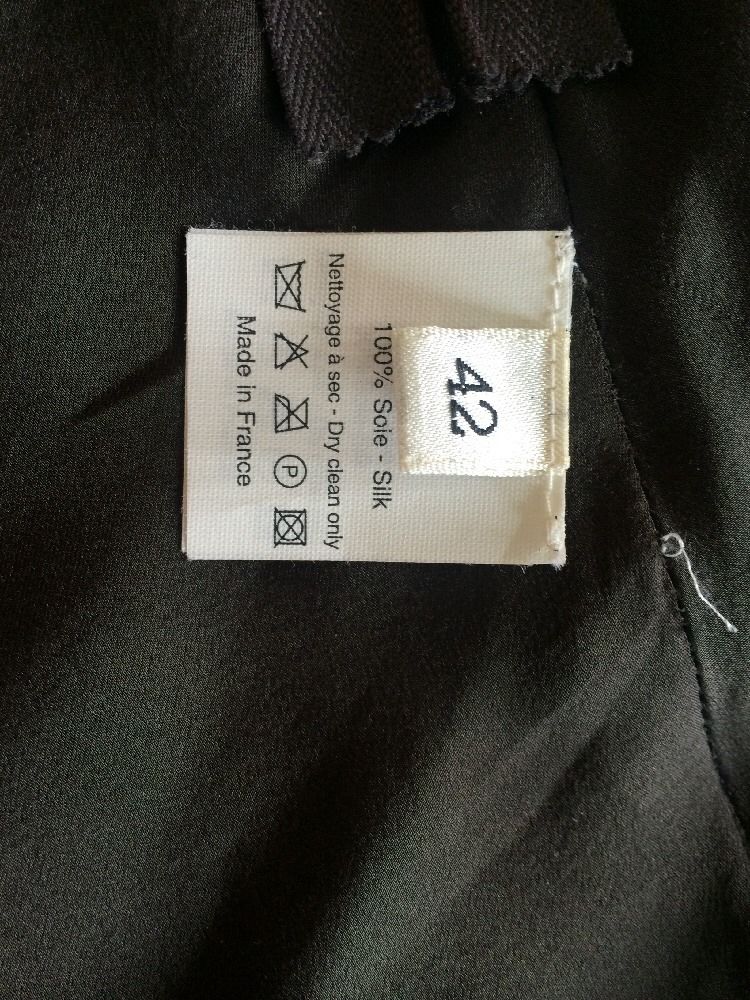 42
100% Soie - Silk
Nettoyage à sec - Dry clean only
P
Made in France